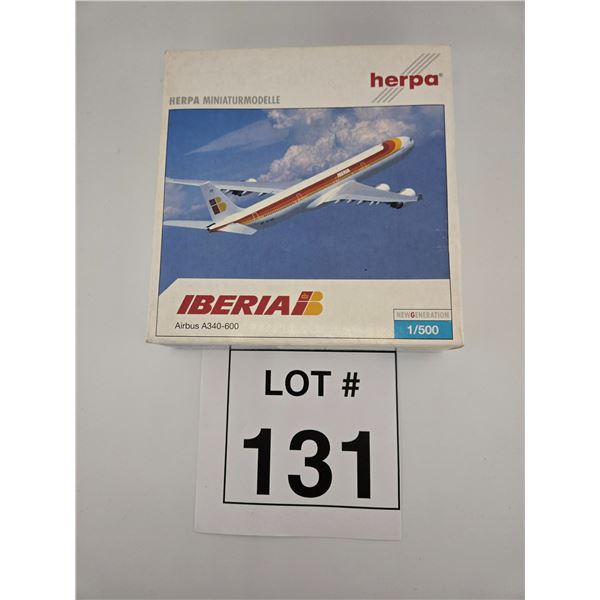 herpa®
HERPA MINIATURMODELLE
IBERIA
IBERIA
Airbus A340-600
NEWGENERATION
1/500
LOT #
131